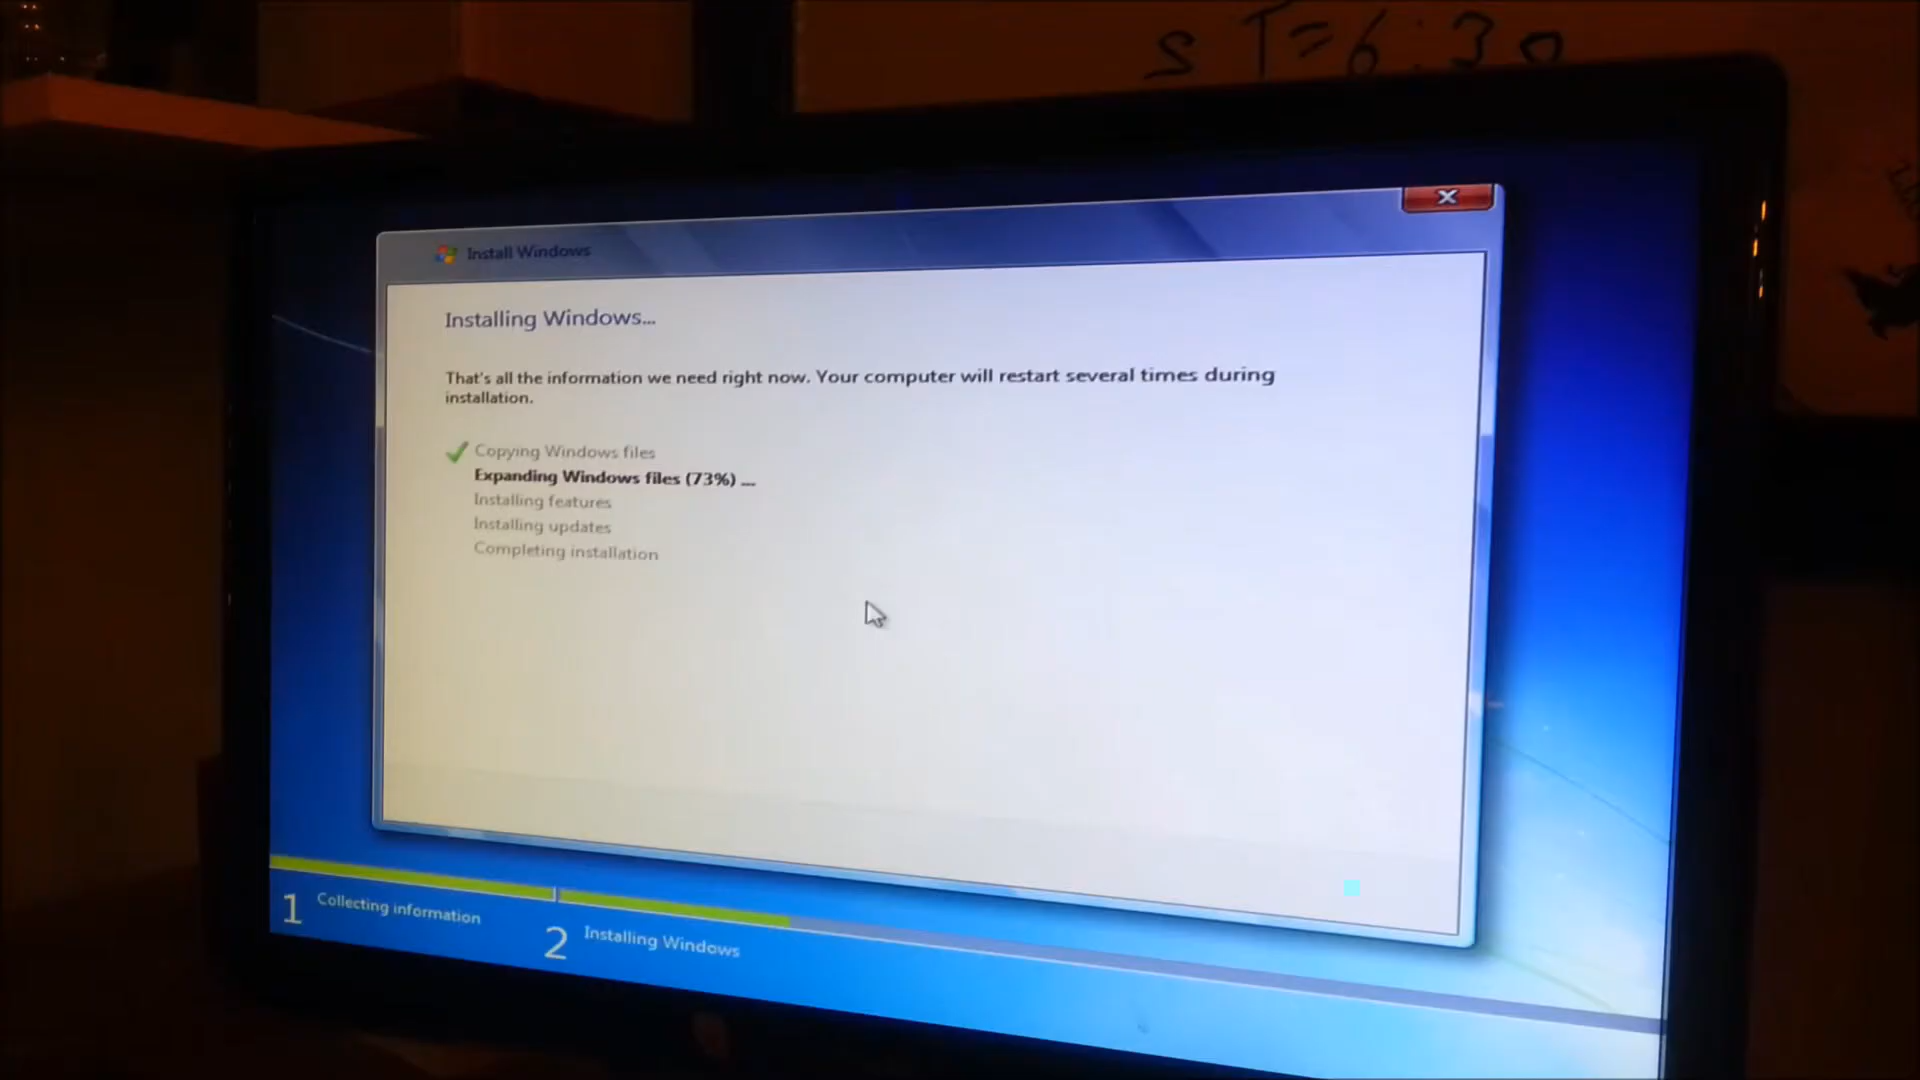 S T=6:30
Install Windows
Installing Windows...
That's all the information we need right now. Your computer will restart several times during
installation.
Copying Windows files
Expanding Windows files (73%) ...
Installing features
Installing updates
Completing installation
1 Collecting information
2 Installing Windows